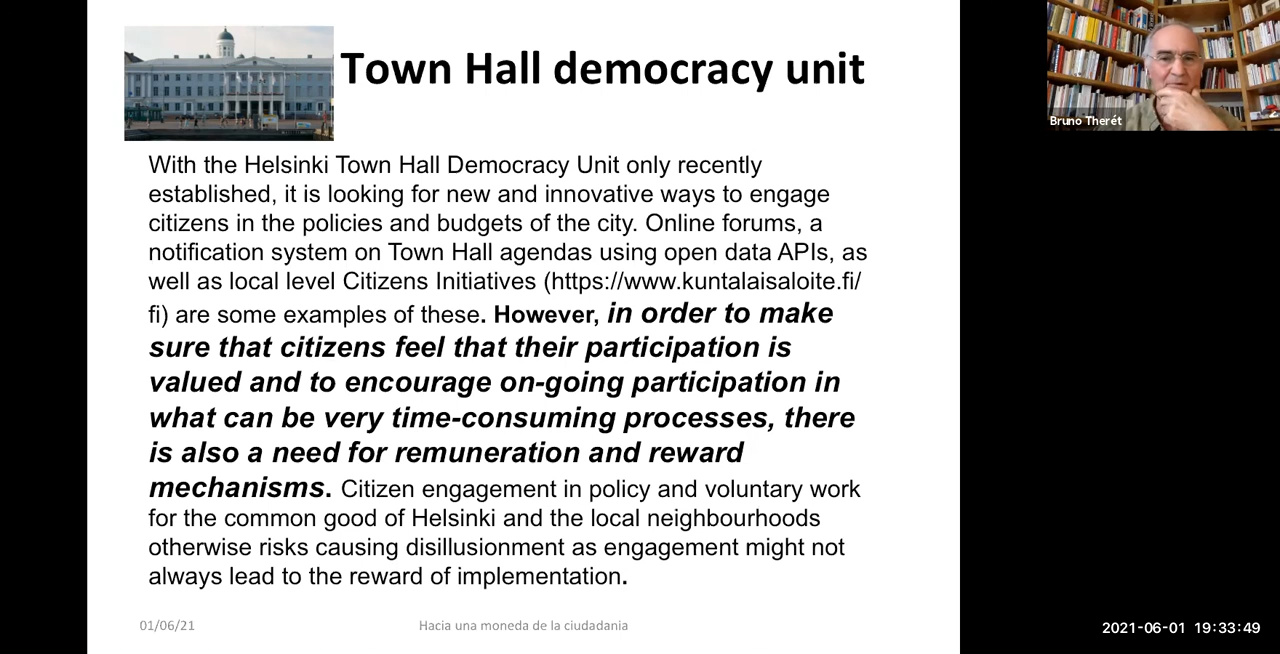 Town Hall democracy unit
With the Helsinki Town Hall Democracy Unit only recently
established, it is looking for new and innovative ways to engage
citizens in the policies and budgets of the city. Online forums, a
notification system on Town Hall agendas using open data APIs, as
well as local level Citizens Initiatives (https://www.kuntalaisaloite.fi/
fi) are some examples of these. However, in order to make
sure that citizens feel that their participation is
valued and to encourage on-going participation in
what can be very time-consuming processes, there
is also a need for remuneration and reward
mechanisms. Citizen engagement in policy and voluntary work
for the common good of Helsinki and the local neighbourhoods
otherwise risks causing disillusionment as engagement might not
always lead to the reward of implementation.
01/06/21
Hacia una moneda de la ciudadania
Bruno Therét
2021-06-01 19:33:49